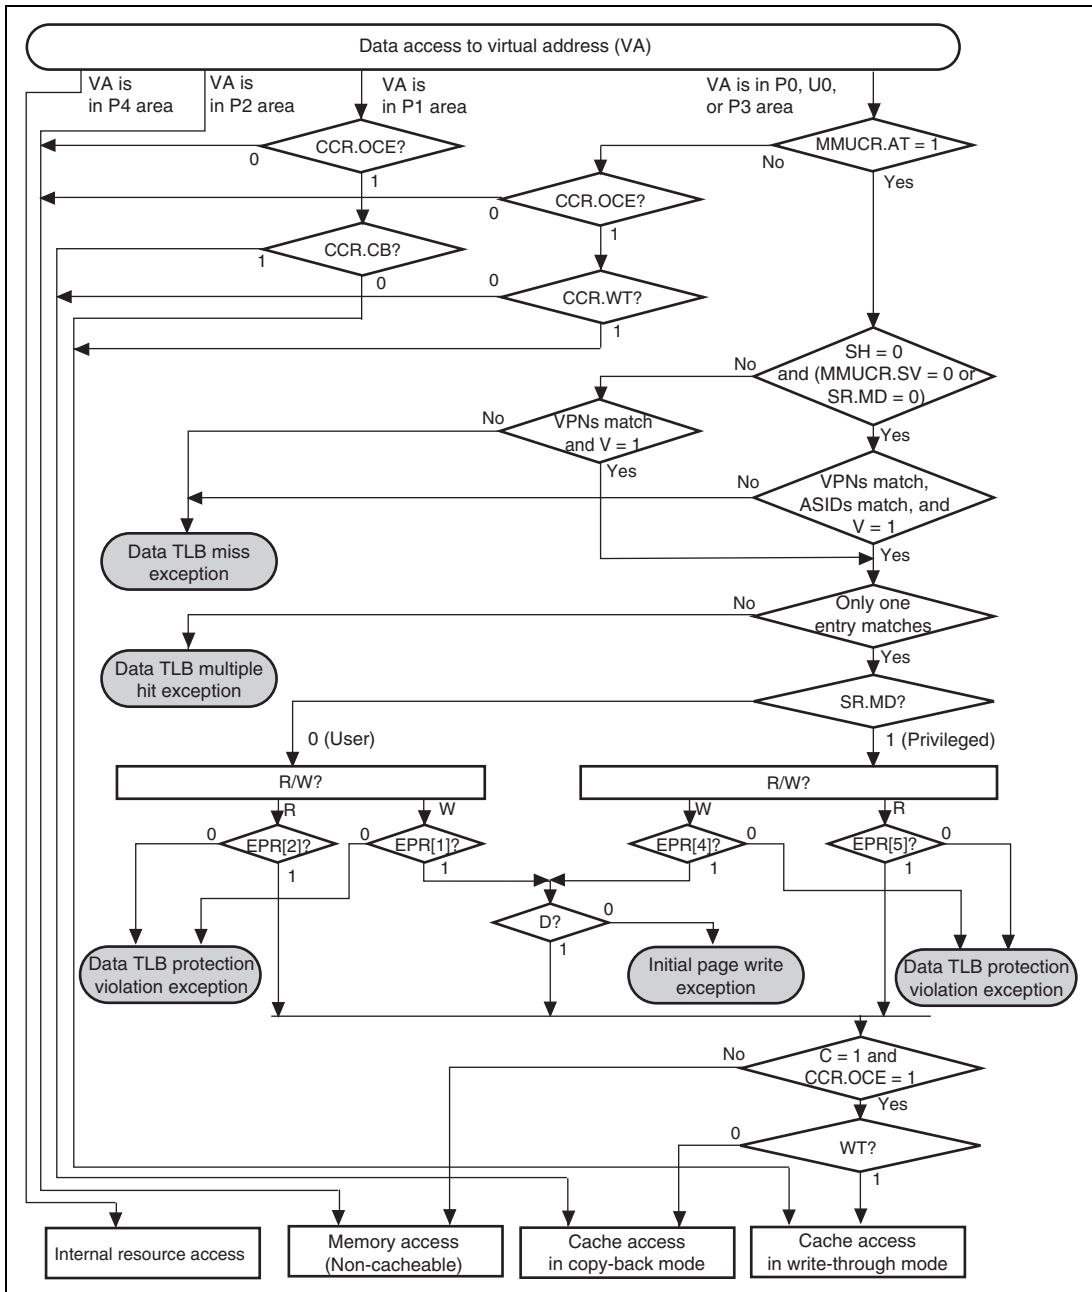 Data access to virtual address (VA)
VA is
in P4 area
VA is
in P2 area
VA is
in P1 area
VA is in P0, U0,
or P3 area
CCR.OCE?
0
1
MMUCR.AT = 1
No
Yes
CCR.OCE?
0
1
CCR.CB?
1
0
CCR.WT?
0
1
SH = 0
and (MMUCR.SV = 0 or
SR.MD = 0)
No
Yes
VPNs match
and V = 1
No
Yes
VPNs match,
ASIDs match, and
V = 1
No
Yes
Data TLB miss
exception
Only one
entry matches
No
Yes
Data TLB multiple
hit exception
SR.MD?
0 (User)
1 (Privileged)
R/W?
R/W?
R
W
W
R
0
EPR[2]?
1
0
EPR[1]?
1
EPR[4]?
0
1
EPR[5]?
0
1
D?
0
1
Data TLB protection
violation exception
Initial page write
exception
Data TLB protection
violation exception
C = 1 and
CCR.OCE = 1
No
Yes
WT?
0
1
Internal resource access
Memory access
(Non-cacheable)
Cache access
in copy-back mode
Cache access
in write-through mode